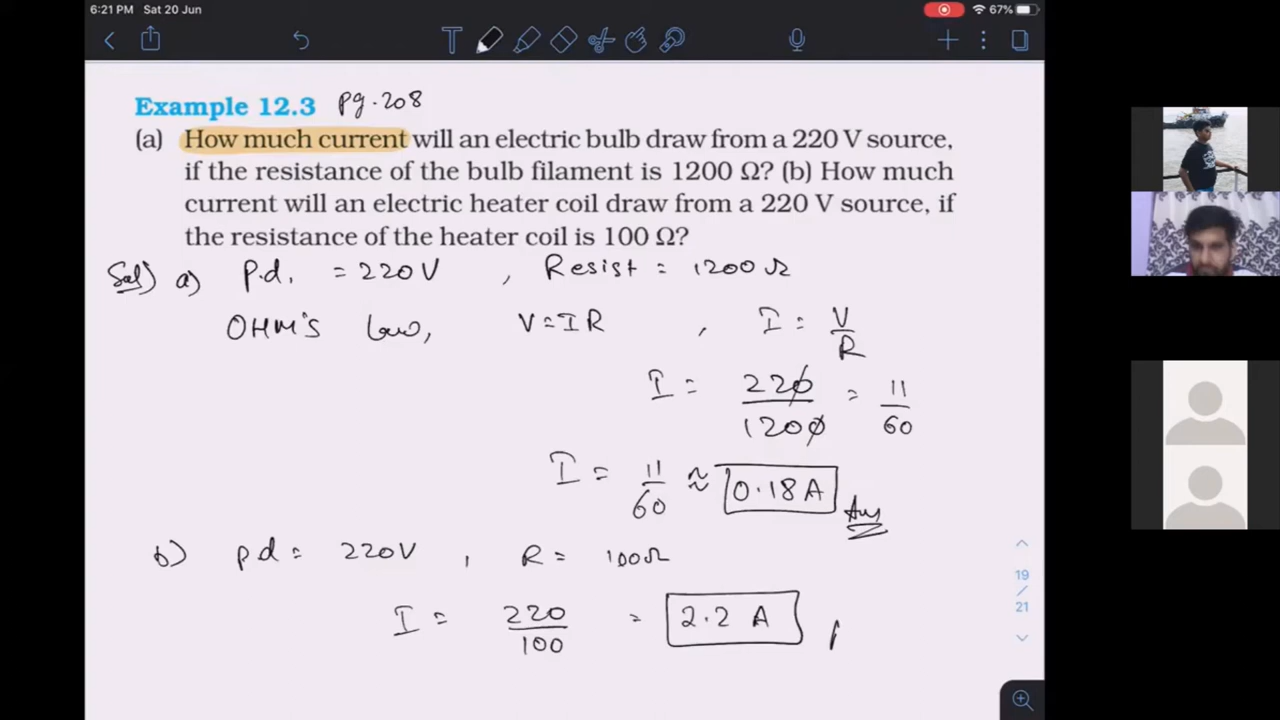 6:21 PM Sat 20 Jun
67%
Example 12.3 pg.208
(a) How much current will an electric bulb draw from a 220 V source,
if the resistance of the bulb filament is 1200 Ω? (b) How much
current will an electric heater coil draw from a 220 V source, if
the resistance of the heater coil is 100 Ω?
Sol) a) P.d. = 220V , Resist = 1200Ω
OHM's law, V=IR , I = V/R
I = 220/1200 = 11/60
I = 11/60 ≈ 0.18 A Ans
b) pd = 220V , R = 100Ω
I = 220/100 = 2.2 A
19
/
21